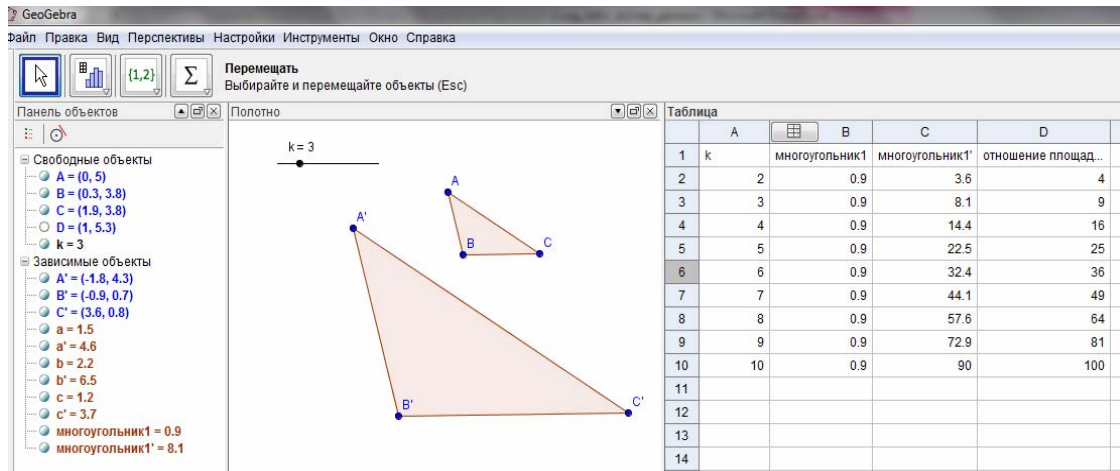 GeoGebra
Файл Правка Вид Перспективы Настройки Инструменты Окно Справка
{1,2} Σ
Перемещать
Выбирайте и перемещайте объекты (Esc)
Панель объектов
Полотно
Таблица
Свободные объекты
A = (0, 5)
B = (0.3, 3.8)
C = (1.9, 3.8)
D = (1, 5.3)
k = 3
Зависимые объекты
A' = (-1.8, 4.3)
B' = (-0.9, 0.7)
C' = (3.6, 0.8)
a = 1.5
a' = 4.6
b = 2.2
b' = 6.5
c = 1.2
c' = 3.7
многоугольник1 = 0.9
многоугольник1' = 8.1
k = 3
A
A'
B
C
B'
C'
A B C D
1 k многоугольник1 многоугольник1' отношение площад...
2 2 0.9 3.6 4
3 3 0.9 8.1 9
4 4 0.9 14.4 16
5 5 0.9 22.5 25
6 6 0.9 32.4 36
7 7 0.9 44.1 49
8 8 0.9 57.6 64
9 9 0.9 72.9 81
10 10 0.9 90 100
11
12
13
14